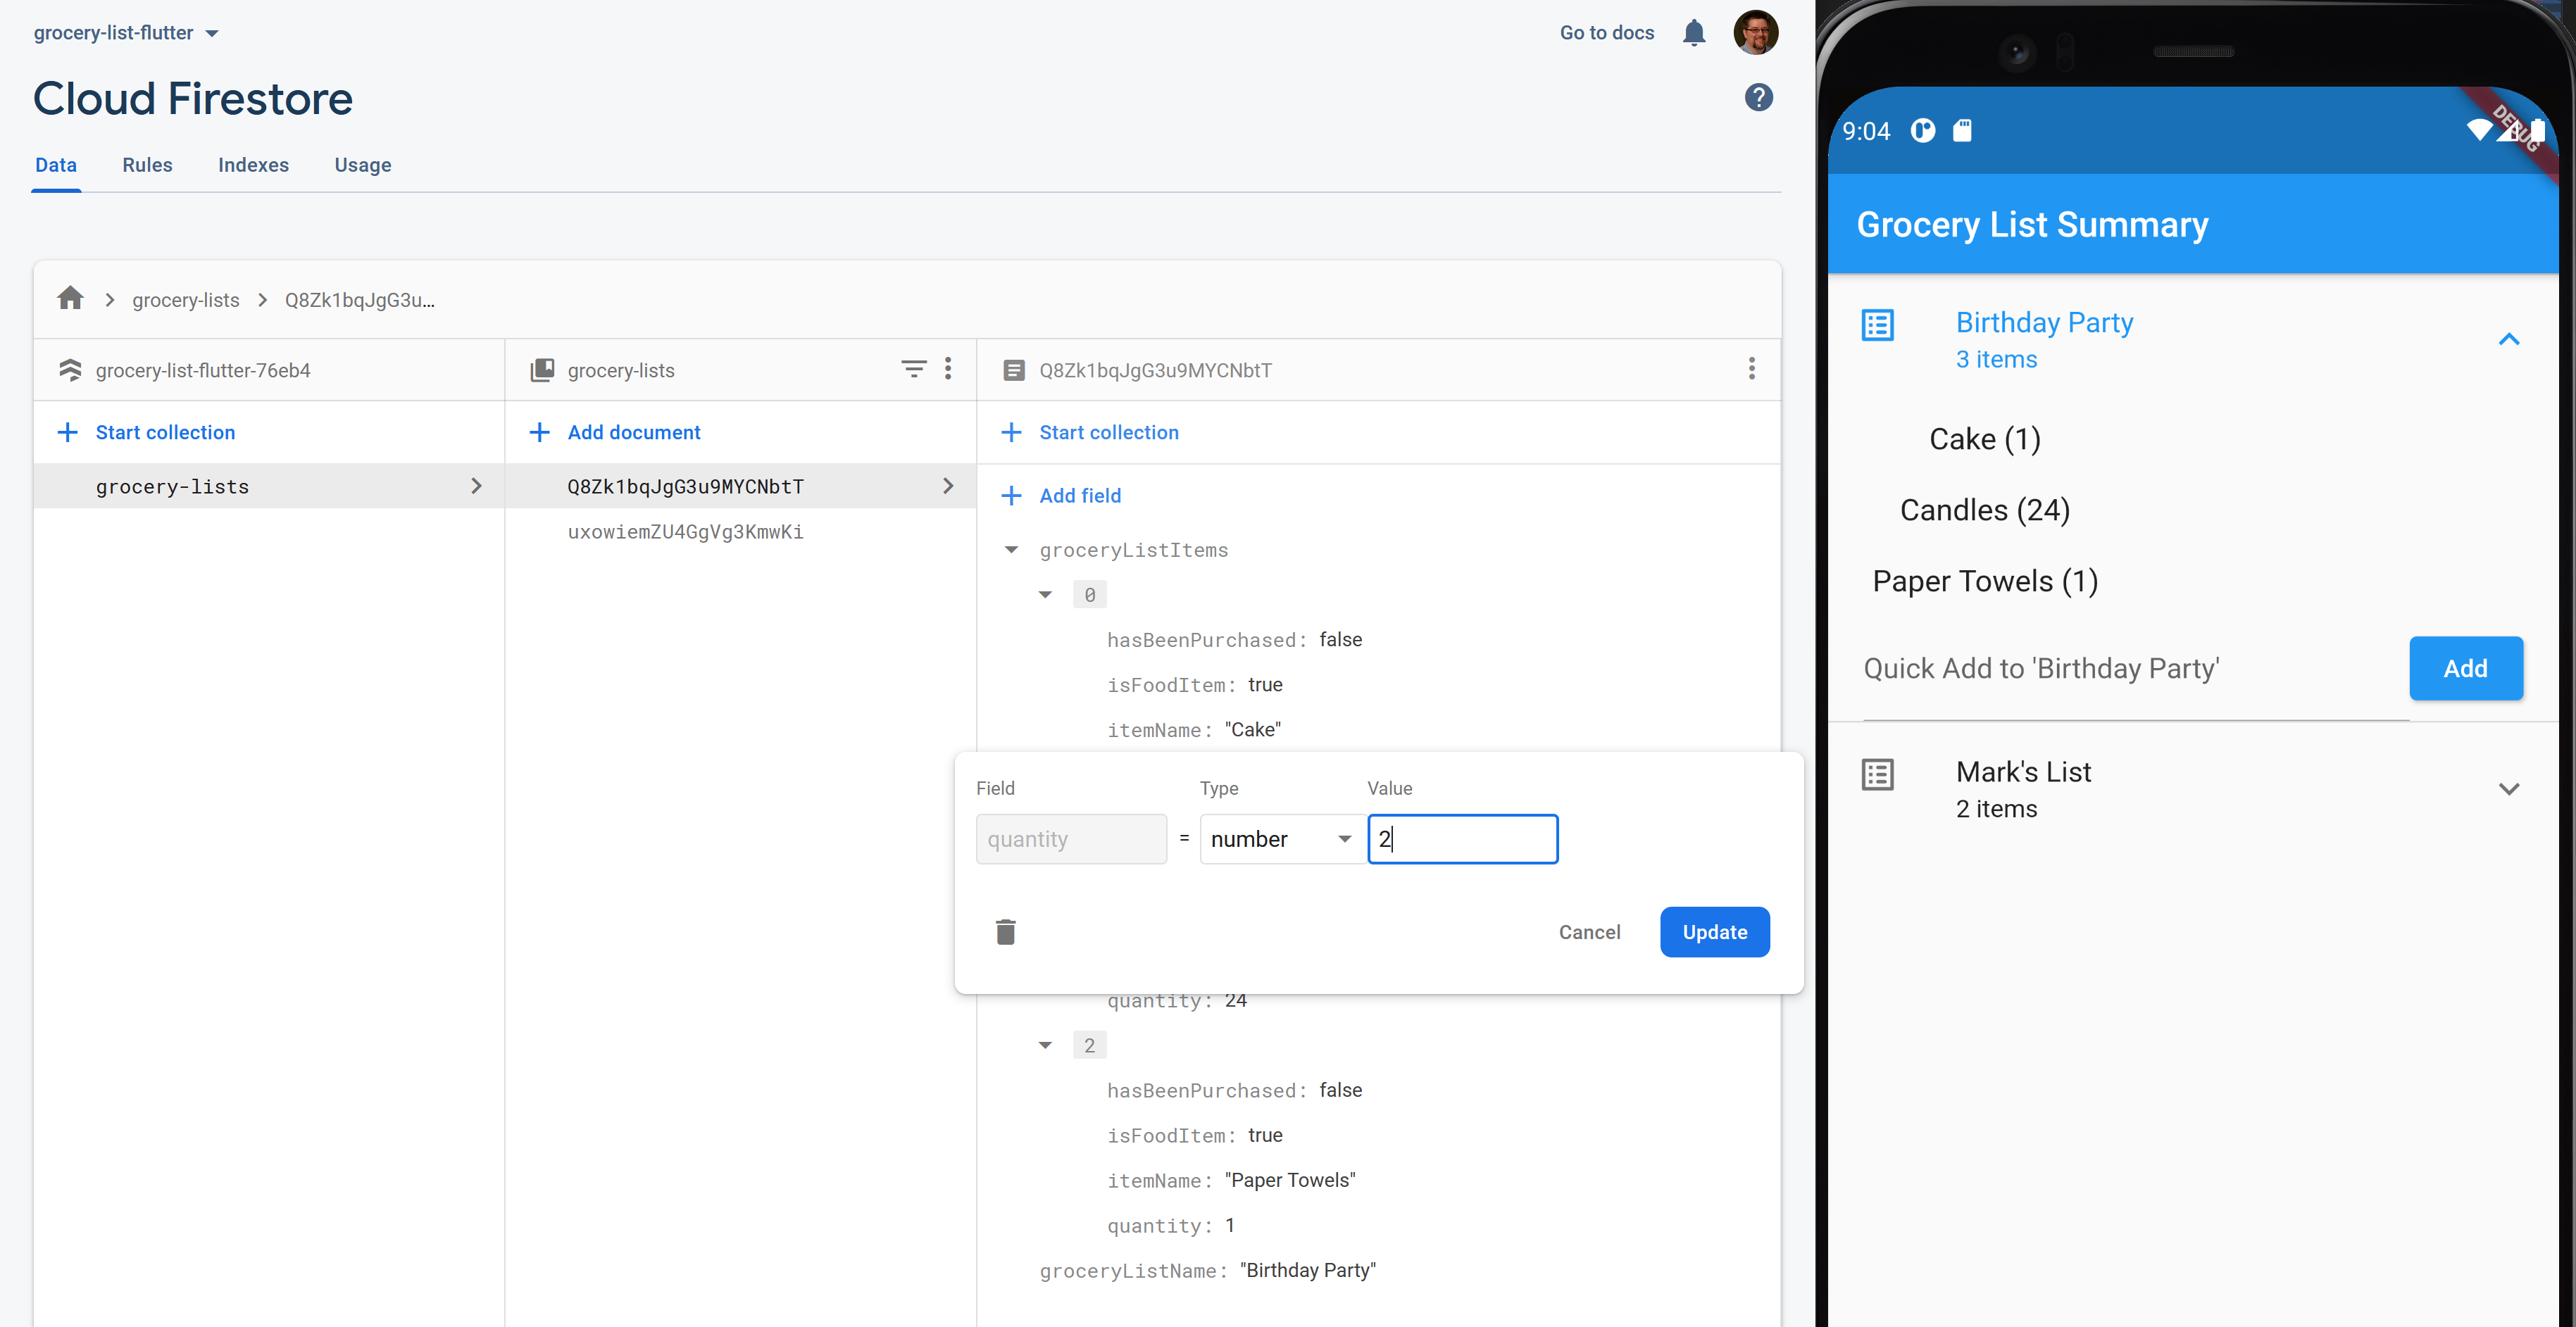 grocery-list-flutter
Go to docs
Cloud Firestore
Data Rules Indexes Usage
grocery-lists Q8Zk1bqJgG3u...
grocery-list-flutter-76eb4
grocery-lists
Q8Zk1bqJgG3u9MYCNbtT
+ Start collection
+ Add document
+ Start collection
grocery-lists
Q8Zk1bqJgG3u9MYCNbtT
uxowiemZU4GgVg3KmwKi
+ Add field
groceryListItems
0
hasBeenPurchased: false
isFoodItem: true
itemName: "Cake"
Field Type Value
quantity = number 2
Cancel Update
quantity: 24
2
hasBeenPurchased: false
isFoodItem: true
itemName: "Paper Towels"
quantity: 1
groceryListName: "Birthday Party"
9:04
DEBUG
Grocery List Summary
Birthday Party
3 items
Cake (1)
Candles (24)
Paper Towels (1)
Quick Add to 'Birthday Party'
Add
Mark's List
2 items